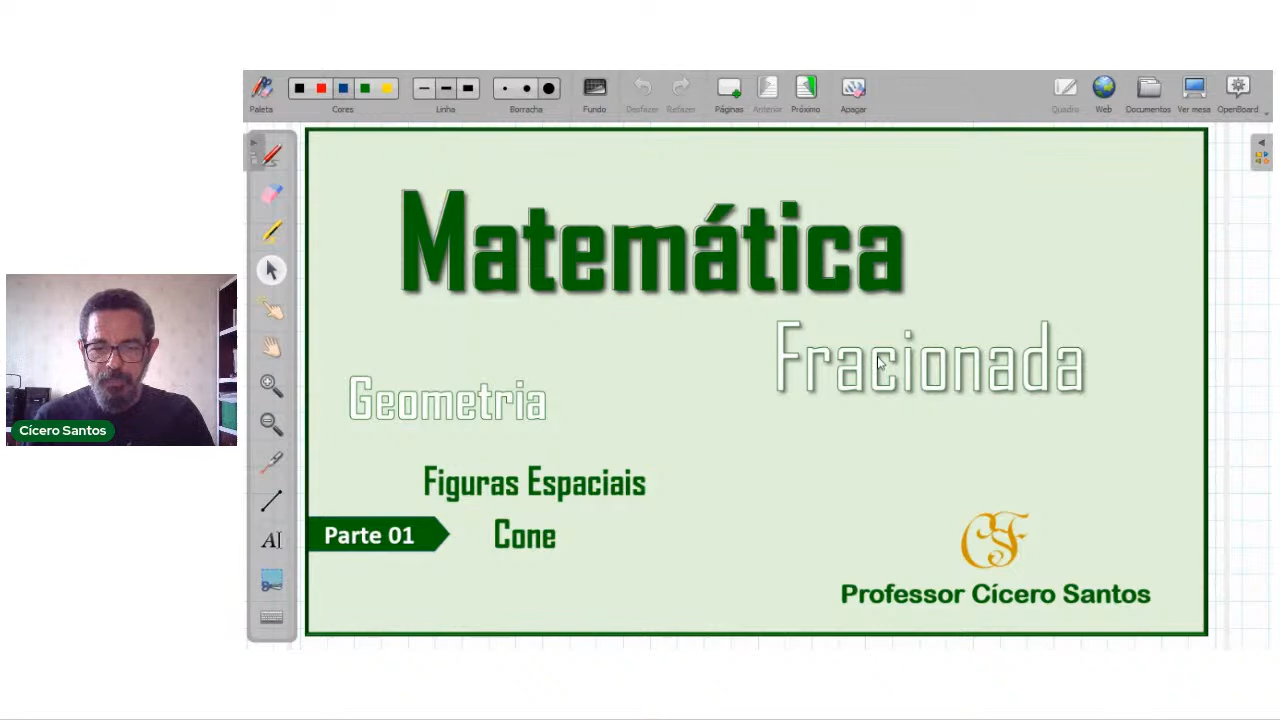 Paleta
Cores
Linha
Borracha
Fundo
Desfazer
Refazer
Páginas
Anterior
Próximo
Apagar
Quadro
Web
Documentos
Ver mesa
OpenBoard
Matemática
Fracionada
Geometria
Figuras Espaciais
Parte 01
Cone
Professor Cícero Santos
Cícero Santos